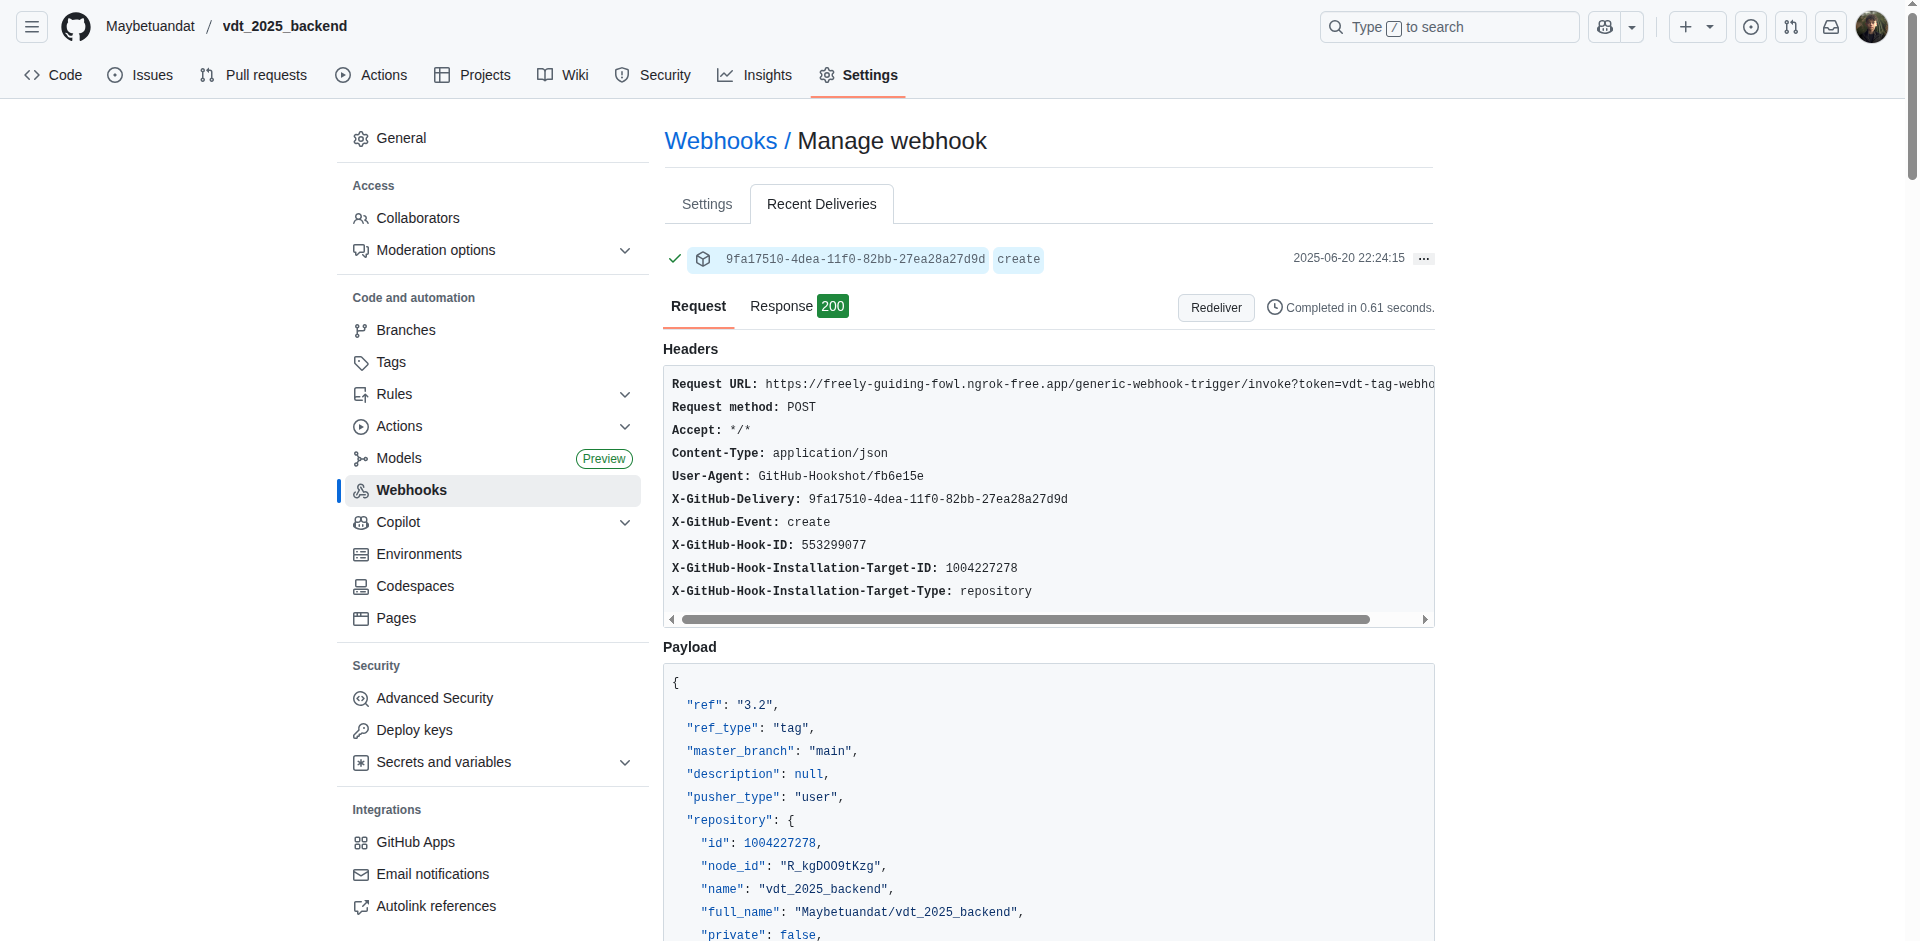 Maybetuandat / vdt_2025_backend
Type / to search
Code
Issues
Pull requests
Actions
Projects
Wiki
Security
Insights
Settings
General
Access
Collaborators
Moderation options
Code and automation
Branches
Tags
Rules
Actions
Models Preview
Webhooks
Copilot
Environments
Codespaces
Pages
Security
Advanced Security
Deploy keys
Secrets and variables
Integrations
GitHub Apps
Email notifications
Autolink references
Webhooks / Manage webhook
Settings
Recent Deliveries
9fa17510-4dea-11f0-82bb-27ea28a27d9d create 2025-06-20 22:24:15 ...
Request Response 200 Redeliver Completed in 0.61 seconds.
Headers
Request URL: https://freely-guiding-fowl.ngrok-free.app/generic-webhook-trigger/invoke?token=vdt-tag-webho
Request method: POST
Accept: */*
Content-Type: application/json
User-Agent: GitHub-Hookshot/fb6e15e
X-GitHub-Delivery: 9fa17510-4dea-11f0-82bb-27ea28a27d9d
X-GitHub-Event: create
X-GitHub-Hook-ID: 553299077
X-GitHub-Hook-Installation-Target-ID: 1004227278
X-GitHub-Hook-Installation-Target-Type: repository
Payload
{
"ref": "3.2",
"ref_type": "tag",
"master_branch": "main",
"description": null,
"pusher_type": "user",
"repository": {
"id": 1004227278,
"node_id": "R_kgDOO9tKzg",
"name": "vdt_2025_backend",
"full_name": "Maybetuandat/vdt_2025_backend",
"private": false,